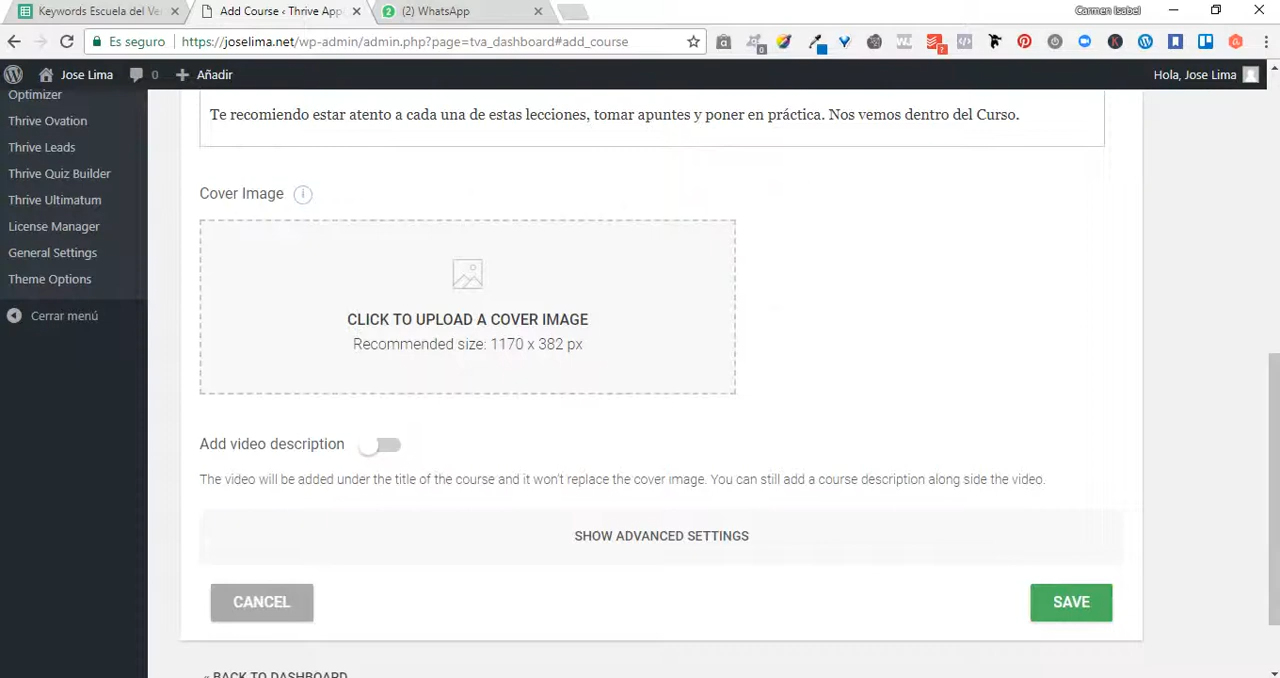 Keywords Escuela del Ve
Add Course ‹ Thrive App
(2) WhatsApp
Carmen Isabel
Es seguro
https://joselima.net/wp-admin/admin.php?page=tva_dashboard#add_course
Jose Lima
0
Añadir
Hola, Jose Lima
Optimizer
Thrive Ovation
Thrive Leads
Thrive Quiz Builder
Thrive Ultimatum
License Manager
General Settings
Theme Options
Cerrar menú
Te recomiendo estar atento a cada una de estas lecciones, tomar apuntes y poner en práctica. Nos vemos dentro del Curso.
Cover Image
CLICK TO UPLOAD A COVER IMAGE
Recommended size: 1170 x 382 px
Add video description
The video will be added under the title of the course and it won't replace the cover image. You can still add a course description along side the video.
SHOW ADVANCED SETTINGS
CANCEL
SAVE
« BACK TO DASHBOARD